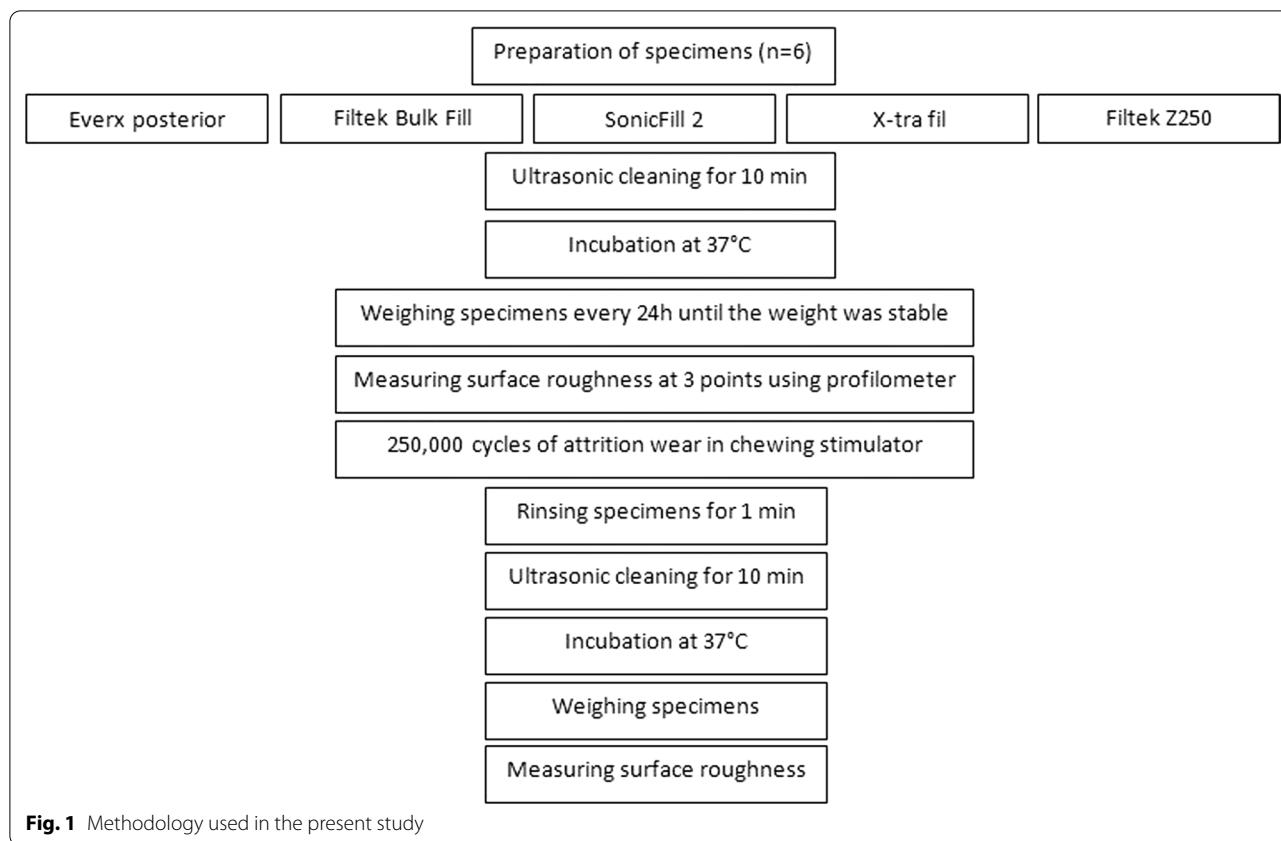 Preparation of specimens (n=6)
Everx posterior
Filtek Bulk Fill
SonicFill 2
X-tra fil
Filtek Z250
Ultrasonic cleaning for 10 min
Incubation at 37°C
Weighing specimens every 24h until the weight was stable
Measuring surface roughness at 3 points using profilometer
250,000 cycles of attrition wear in chewing stimulator
Rinsing specimens for 1 min
Ultrasonic cleaning for 10 min
Incubation at 37°C
Weighing specimens
Measuring surface roughness
Fig. 1 Methodology used in the present study